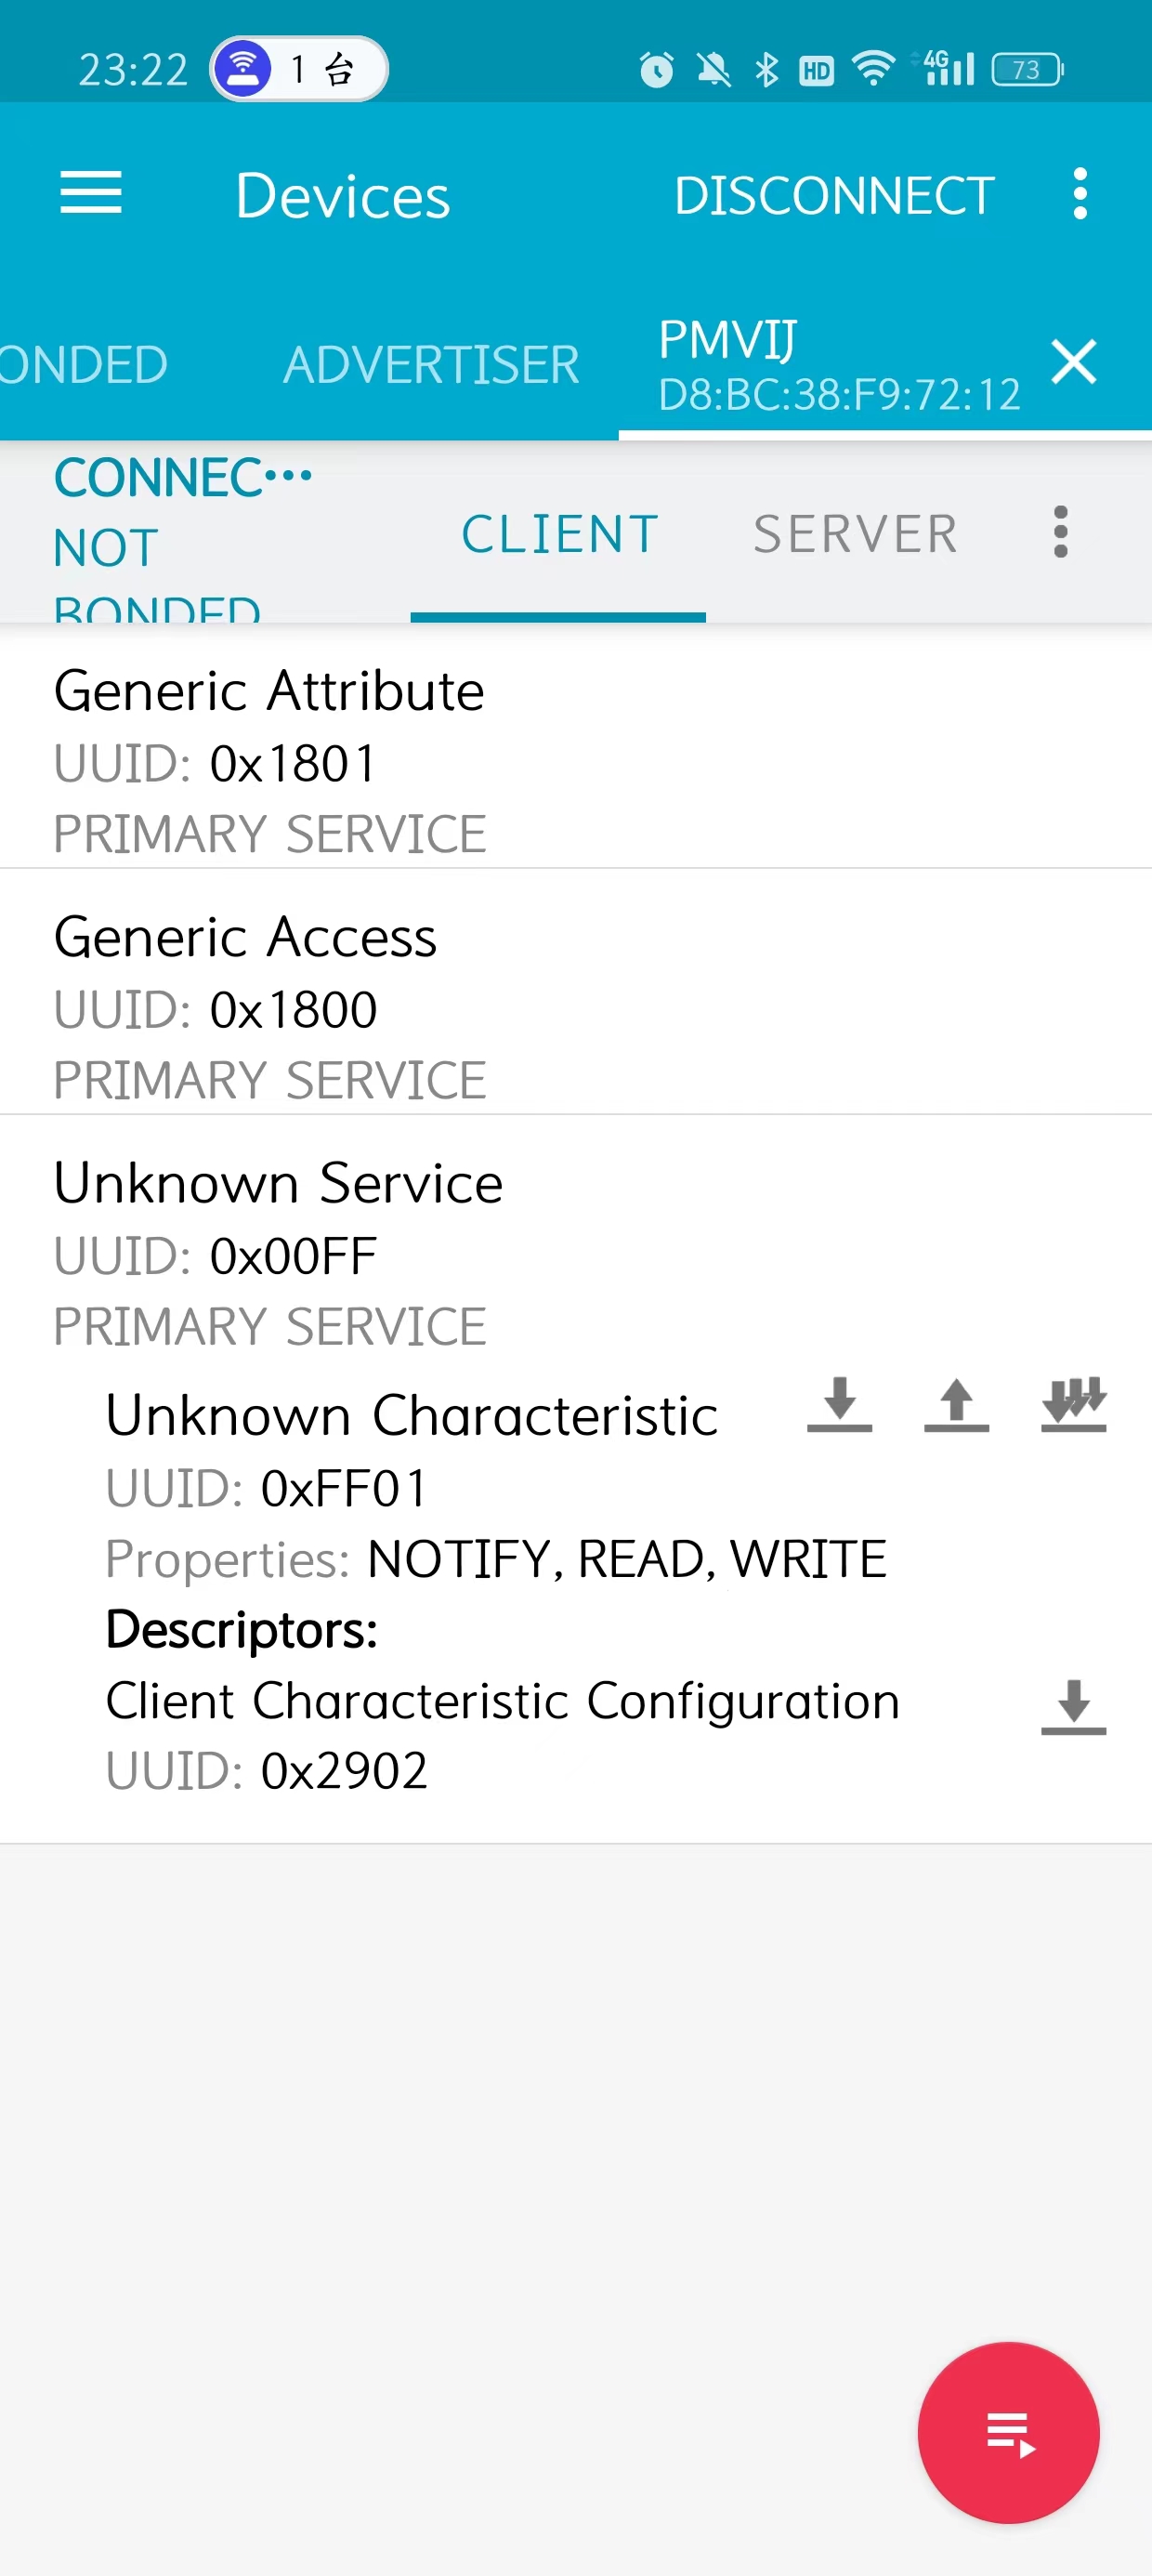 23:22 1 台 HD 4G 73
Devices DISCONNECT
ONDED ADVERTISER PMVIJ
D8:BC:38:F9:72:12
CONNEC...
NOT
BONDED
CLIENT SERVER
Generic Attribute
UUID: 0x1801
PRIMARY SERVICE
Generic Access
UUID: 0x1800
PRIMARY SERVICE
Unknown Service
UUID: 0x00FF
PRIMARY SERVICE
Unknown Characteristic
UUID: 0xFF01
Properties: NOTIFY, READ, WRITE
Descriptors:
Client Characteristic Configuration
UUID: 0x2902